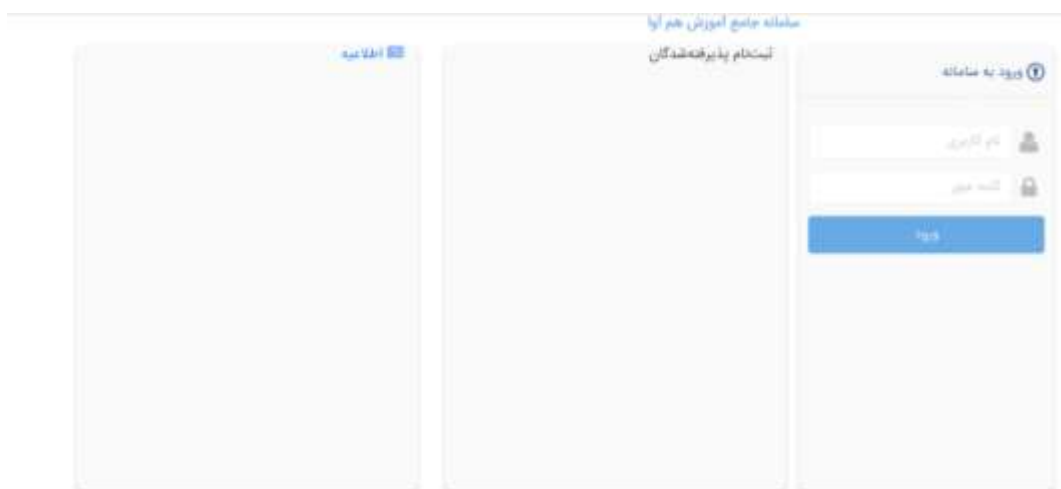 سامانه جامع آموزش هم آوا
ورود به سامانه
نام کاربری
کلمه عبور
ورود
ثبت‌نام پذیرفته‌شدگان
اطلاعیه